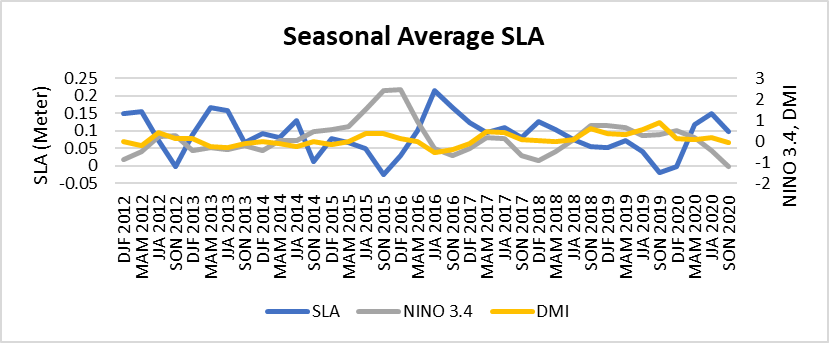 Seasonal Average SLA
SLA (Meter)
0.25
0.2
0.15
0.1
0.05
0
-0.05
3
2
1
0
-1
-2
NINO 3.4, DMI
DJF 2012
MAM 2012
JJA 2012
SON 2012
DJF 2013
MAM 2013
JJA 2013
SON 2013
DJF 2014
MAM 2014
JJA 2014
SON 2014
DJF 2015
MAM 2015
JJA 2015
SON 2015
DJF 2016
MAM 2016
JJA 2016
SON 2016
DJF 2017
MAM 2017
JJA 2017
SON 2017
DJF 2018
MAM 2018
JJA 2018
SON 2018
DJF 2019
MAM 2019
JJA 2019
SON 2019
DJF 2020
MAM 2020
JJA 2020
SON 2020
SLA
NINO 3.4
DMI